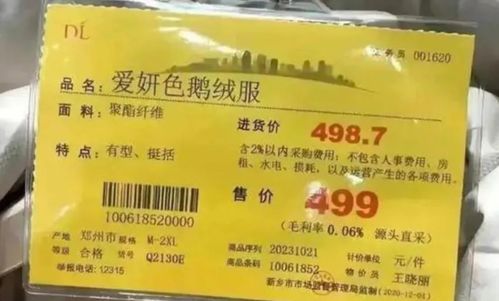 DL
务员 001620
品名：爱妍色鹅绒服
面料：聚酯纤维
进货价 498.7
含2%以内采购费用；不包含人事费用、房
租、水电、损耗，以及运营产生的各项费用。
特点：有型、挺括
售价 499
(毛利率 0.06% 源头直采)
100618520000
产地 郑州市 规格 M-2XL
商品序列 20231021 计价单位 元/件
等级 合格 货号 Q2130E
商品条码 10061852 物价员 王晓丽
举报电话:12315
新乡市市场监督管理局监制 (2020-12-01)